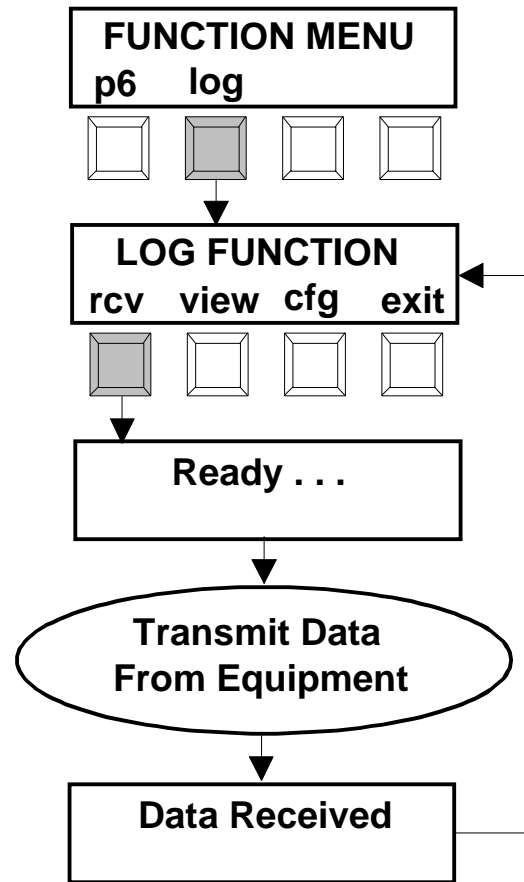 FUNCTION MENU
p6 log
LOG FUNCTION
rcv view cfg exit
Ready . . .
Transmit Data
From Equipment
Data Received